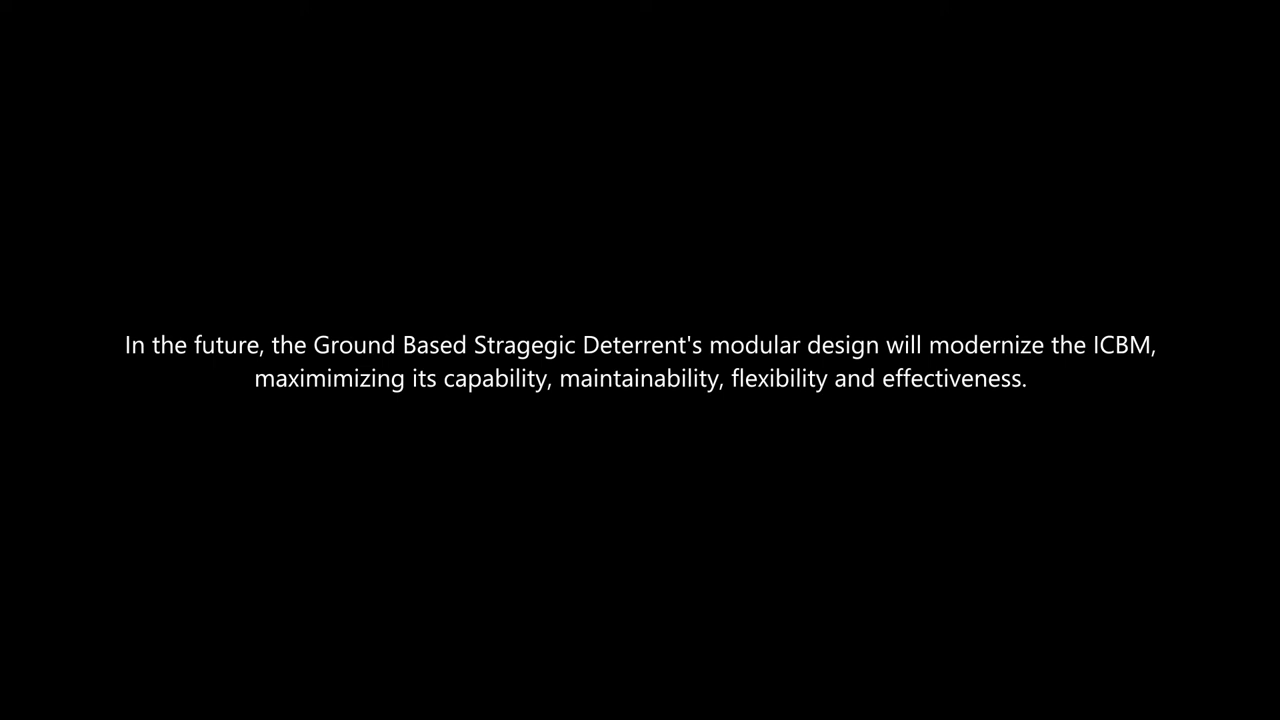 In the future, the Ground Based Stragegic Deterrent's modular design will modernize the ICBM,
maximimizing its capability, maintainability, flexibility and effectiveness.